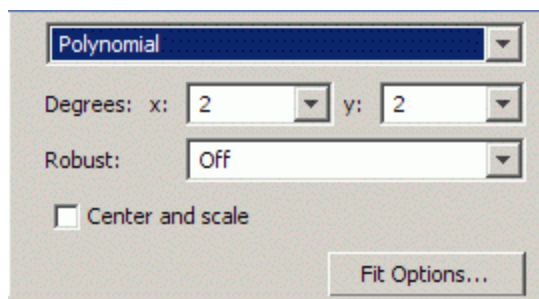 Polynomial
Degrees: x: 2 y: 2
Robust: Off
Center and scale
Fit Options...